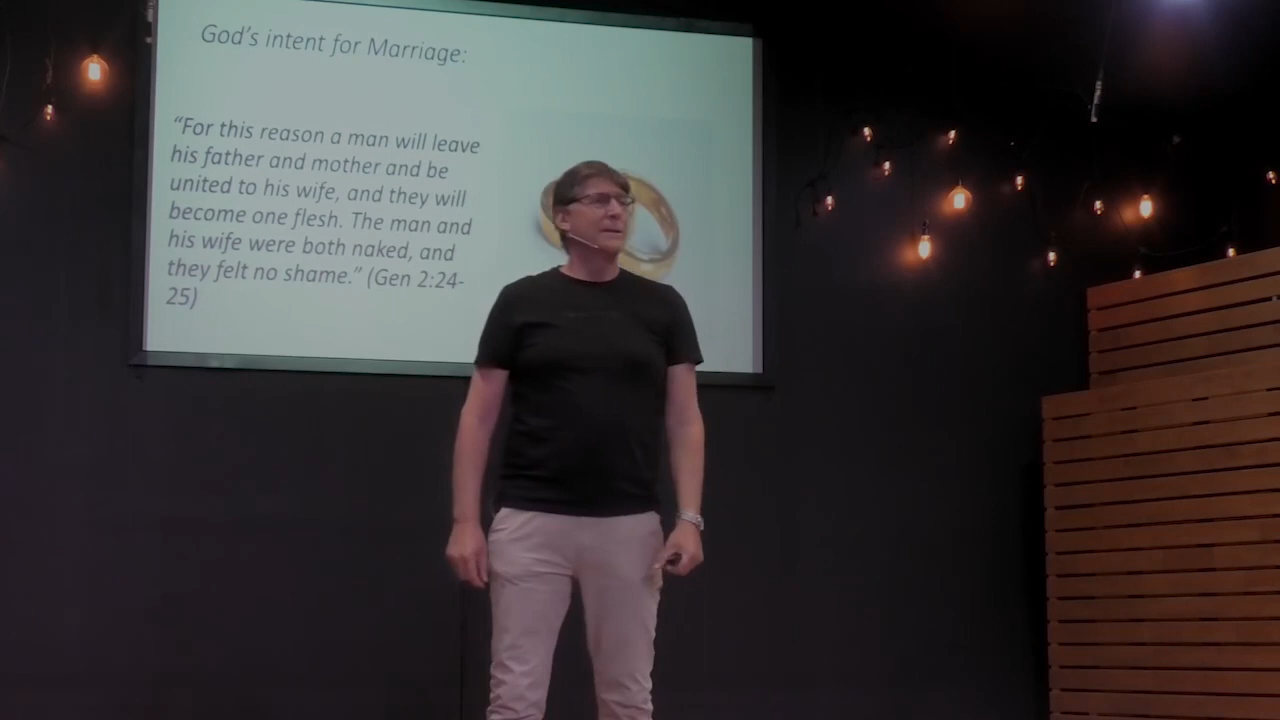 God's intent for Marriage:
“For this reason a man will leave
his father and mother and be
united to his wife, and they will
become one flesh. The man and
his wife were both naked, and
they felt no shame.” (Gen 2:24-
25)